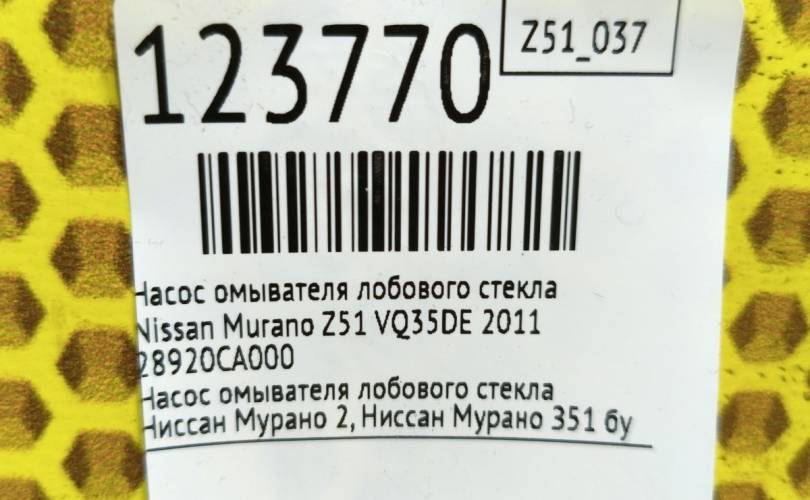 123770
Z51_037
Насос омывателя лобового стекла
Nissan Murano Z51 VQ35DE 2011
28920CA000
Насос омывателя лобового стекла
Ниссан Мурано 2, Ниссан Мурано З51 бу